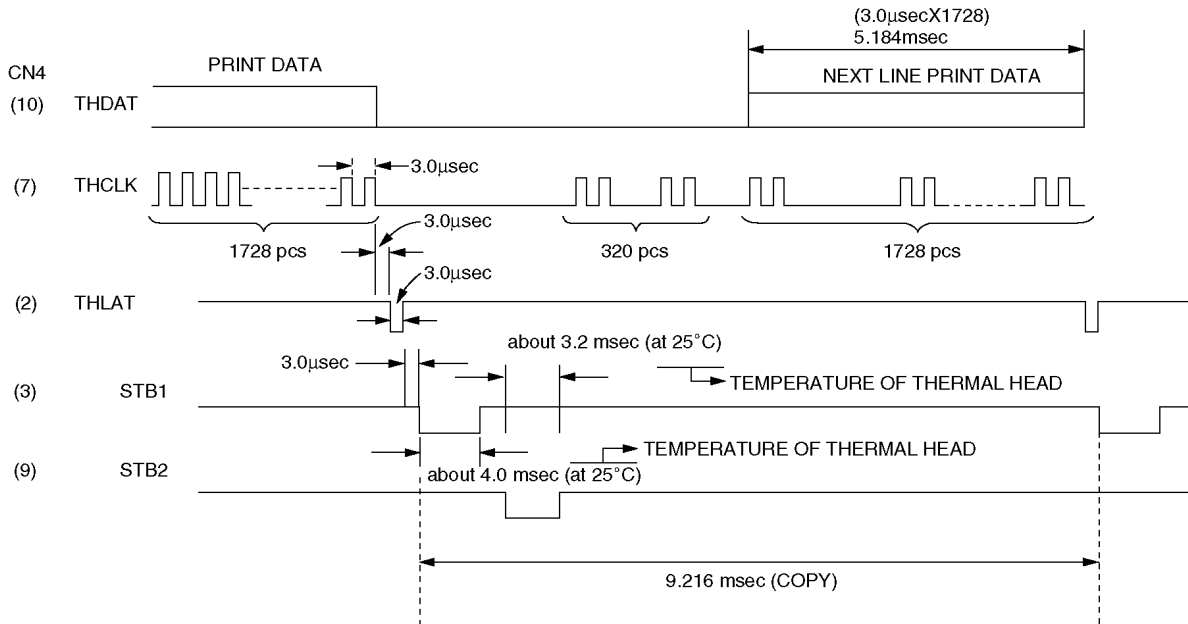 (3.0μsecX1728)
5.184msec
PRINT DATA
NEXT LINE PRINT DATA
CN4
(10) THDAT
3.0μsec
(7) THCLK
3.0μsec
1728 pcs
320 pcs
1728 pcs
3.0μsec
(2) THLAT
about 3.2 msec (at 25°C)
3.0μsec
TEMPERATURE OF THERMAL HEAD
(3) STB1
TEMPERATURE OF THERMAL HEAD
(9) STB2
about 4.0 msec (at 25°C)
9.216 msec (COPY)